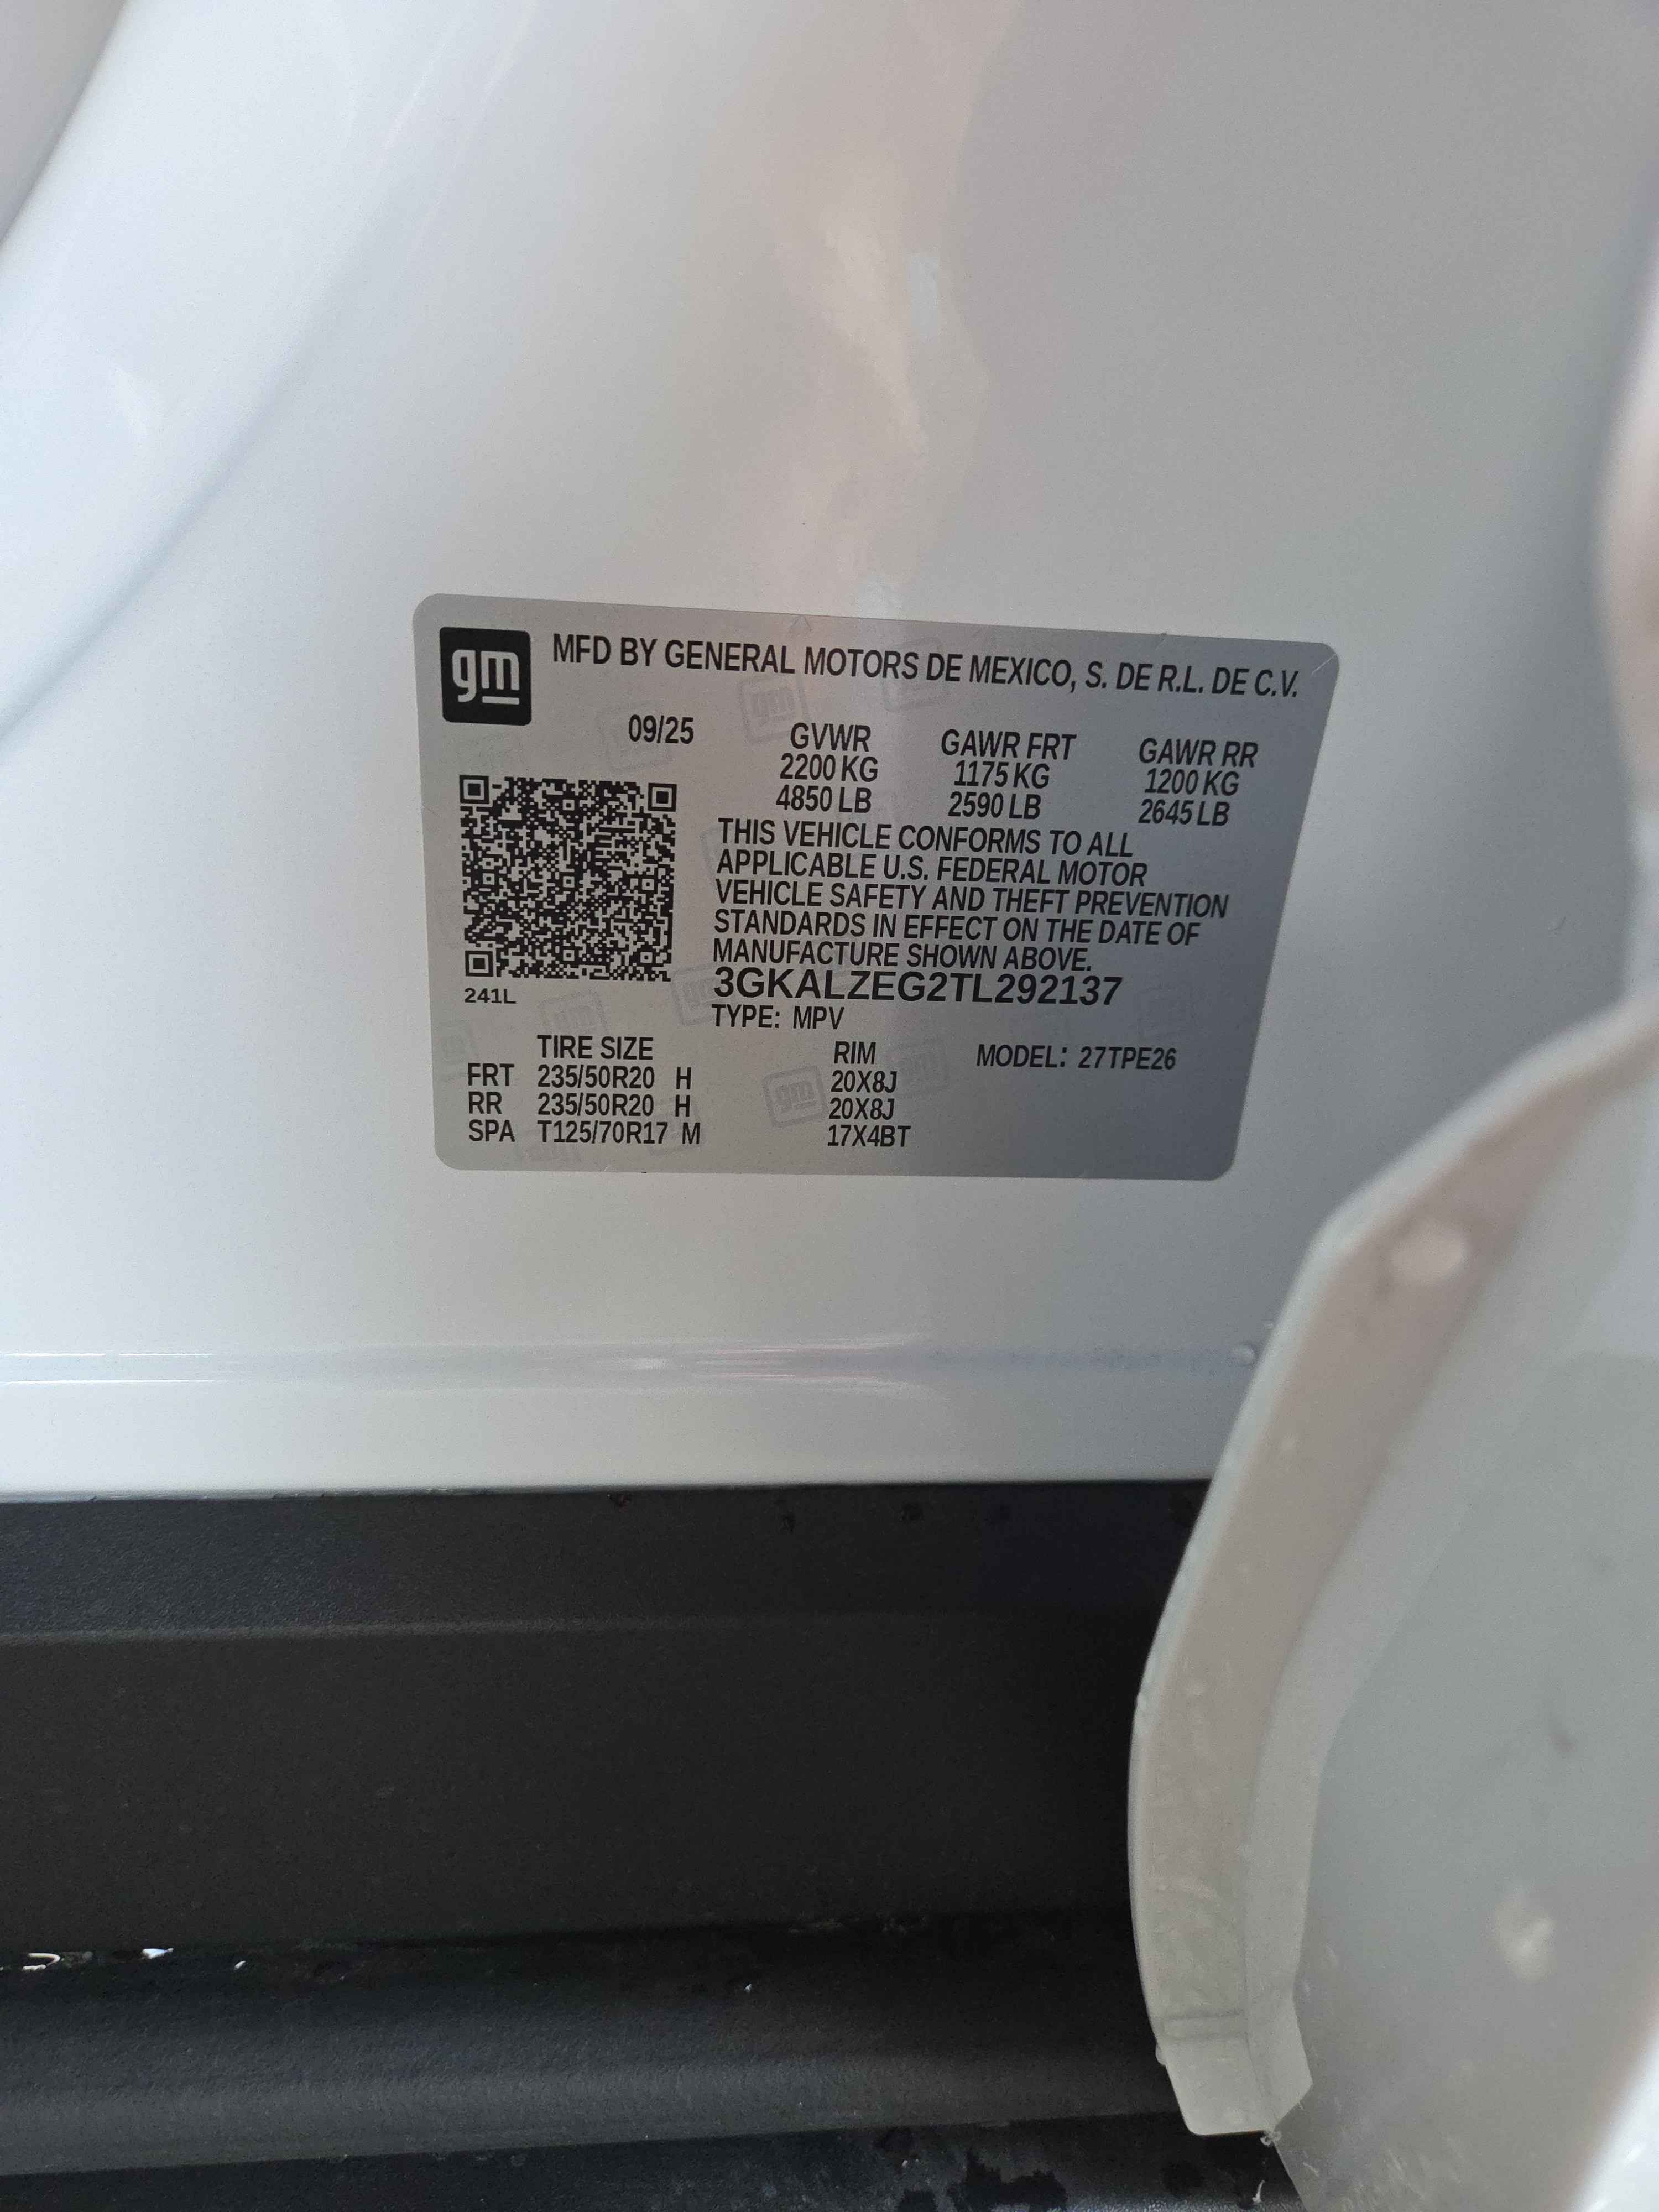 gm MFD BY GENERAL MOTORS DE MEXICO, S. DE R.L. DE C.V.
09/25 GVWR GAWR FRT GAWR RR
2200 KG 1175 KG 1200 KG
4850 LB 2590 LB 2645 LB
THIS VEHICLE CONFORMS TO ALL
APPLICABLE U.S. FEDERAL MOTOR
VEHICLE SAFETY AND THEFT PREVENTION
STANDARDS IN EFFECT ON THE DATE OF
MANUFACTURE SHOWN ABOVE.
3GKALZEG2TL292137
241L
TYPE: MPV
TIRE SIZE RIM MODEL: 27TPE26
FRT 235/50R20 H 20X8J
RR 235/50R20 H 20X8J
SPA T125/70R17 M 17X4BT